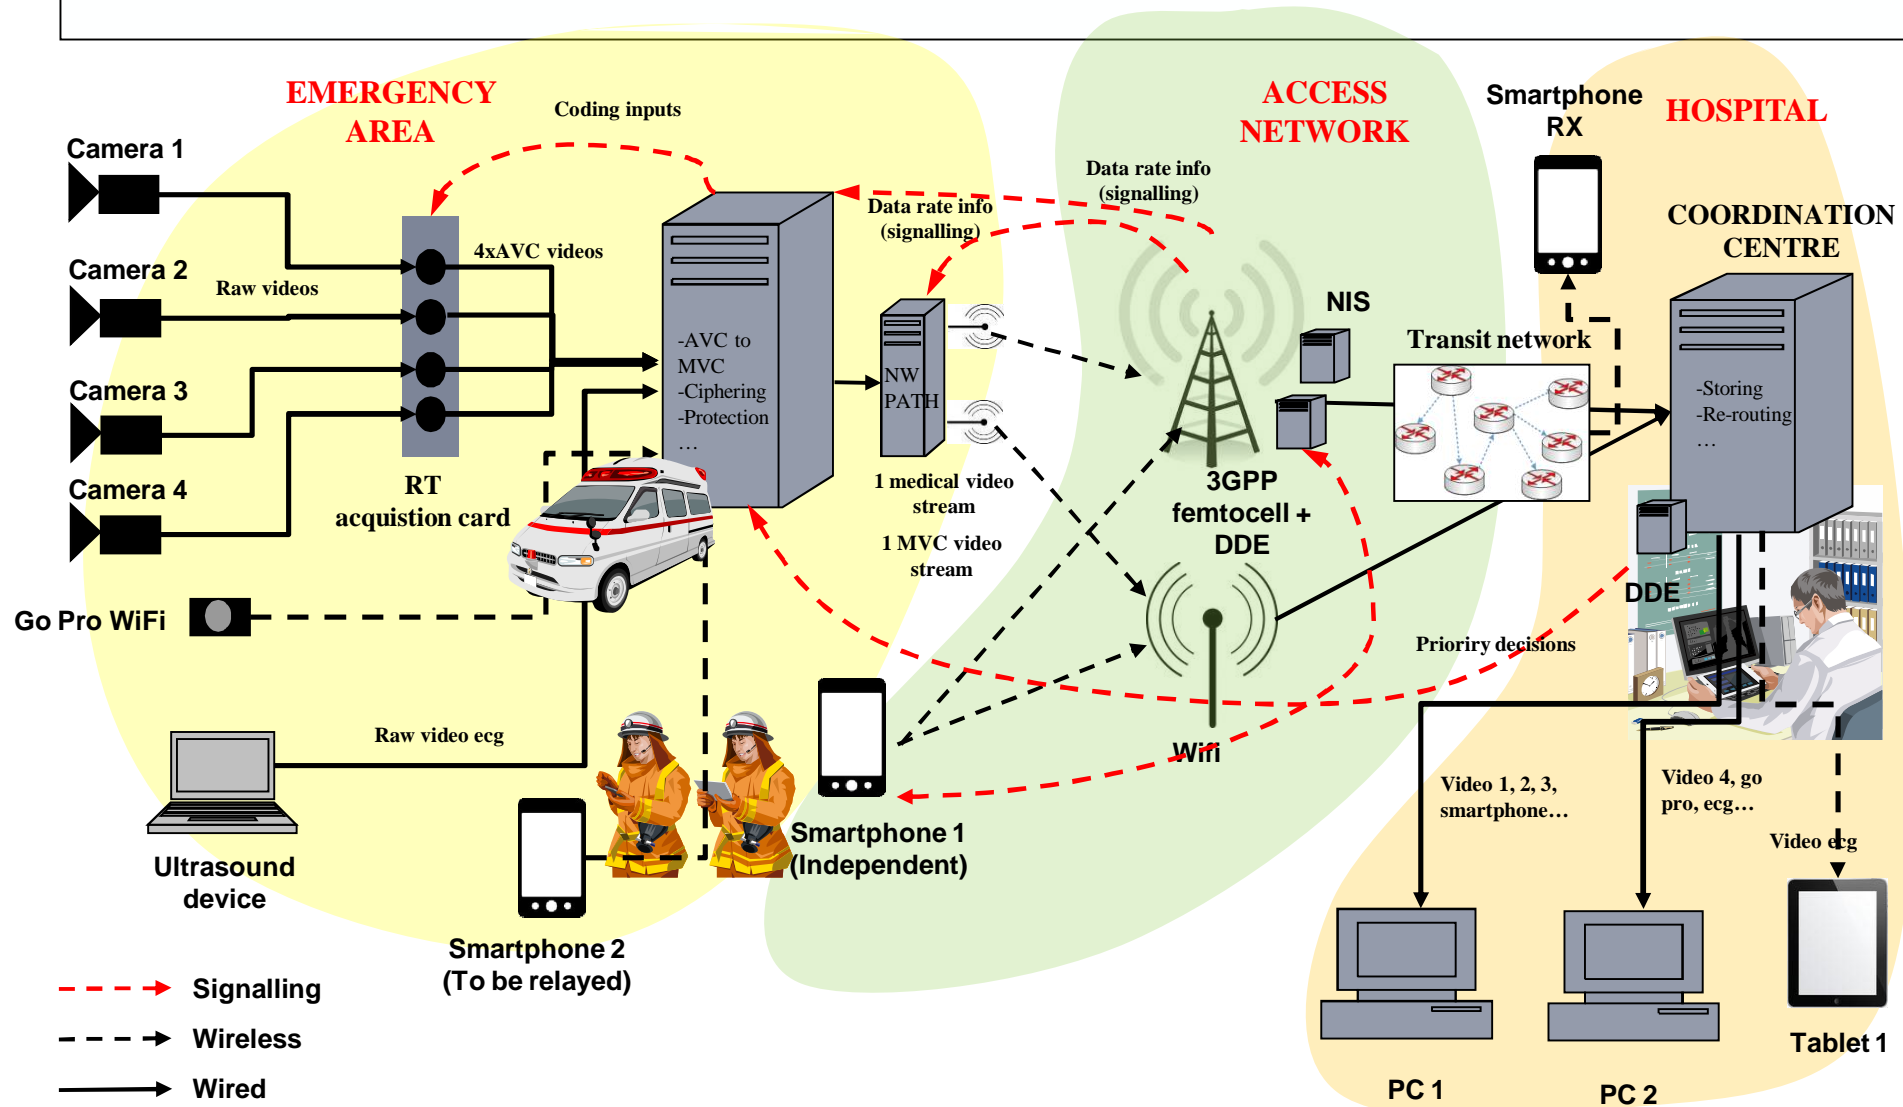 EMERGENCY
AREA
Coding inputs
ACCESS
NETWORK
Smartphone
RX
HOSPITAL
Camera 1
Data rate info
(signalling)
Data rate info
(signalling)
COORDINATION
CENTRE
4xAVC videos
Camera 2
Raw videos
NIS
Transit network
-AVC to
MVC
-Ciphering
-Protection
…
NW
PATH
-Storing
-Re-routing
…
Camera 3
Camera 4
RT
acquistion card
1 medical video
stream
1 MVC video
stream
3GPP
femtocell +
DDE
DDE
Go Pro WiFi
Prioriry decisions
Raw video ecg
Wifi
Video 1, 2, 3,
smartphone…
Video 4, go
pro, ecg…
Video ecg
Smartphone 1
(Independent)
Ultrasound
device
Smartphone 2
(To be relayed)
Signalling
Wireless
Wired
Tablet 1
PC 1
PC 2